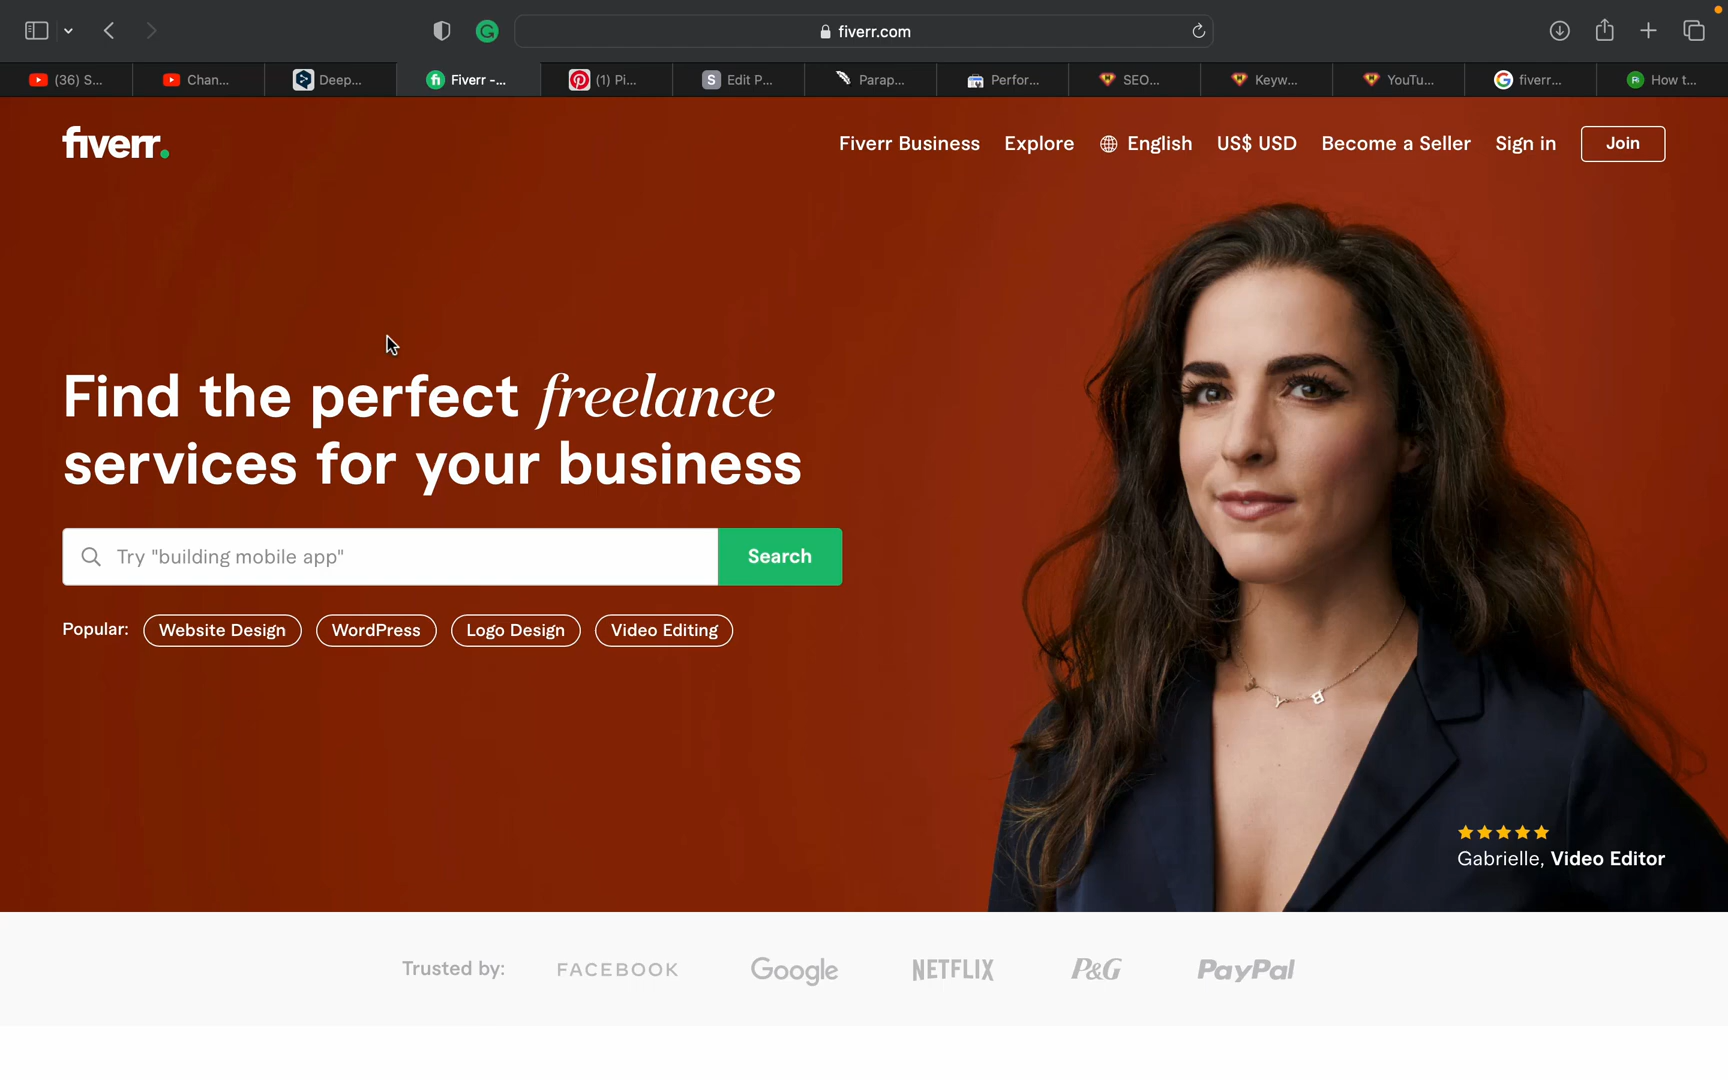 fiverr.com
(36) S...
Chan...
Deep...
Fiverr -...
(1) Pi...
Edit P...
Parap...
Perfor...
SEO...
Keyw...
YouTu...
fiverr...
How t...
fiverr.
Fiverr Business
Explore
English
US$ USD
Become a Seller
Sign in
Join
Find the perfect freelance
services for your business
Try "building mobile app"
Search
Popular:
Website Design
WordPress
Logo Design
Video Editing
Gabrielle, Video Editor
Trusted by:
FACEBOOK
Google
NETFLIX
P&G
PayPal